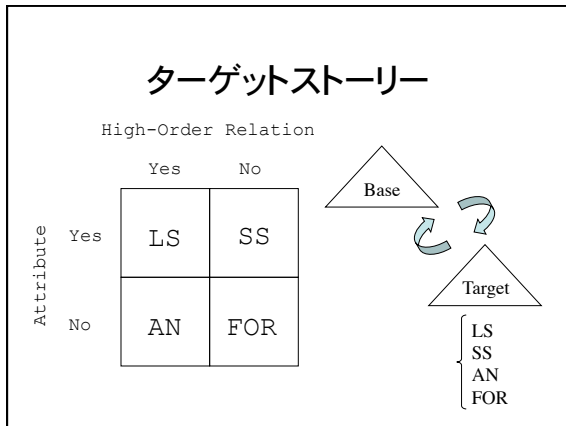 ターゲットストーリー
High-Order Relation
Yes No
Attribute
Yes LS SS
No AN FOR
Base
Target
LS
SS
AN
FOR